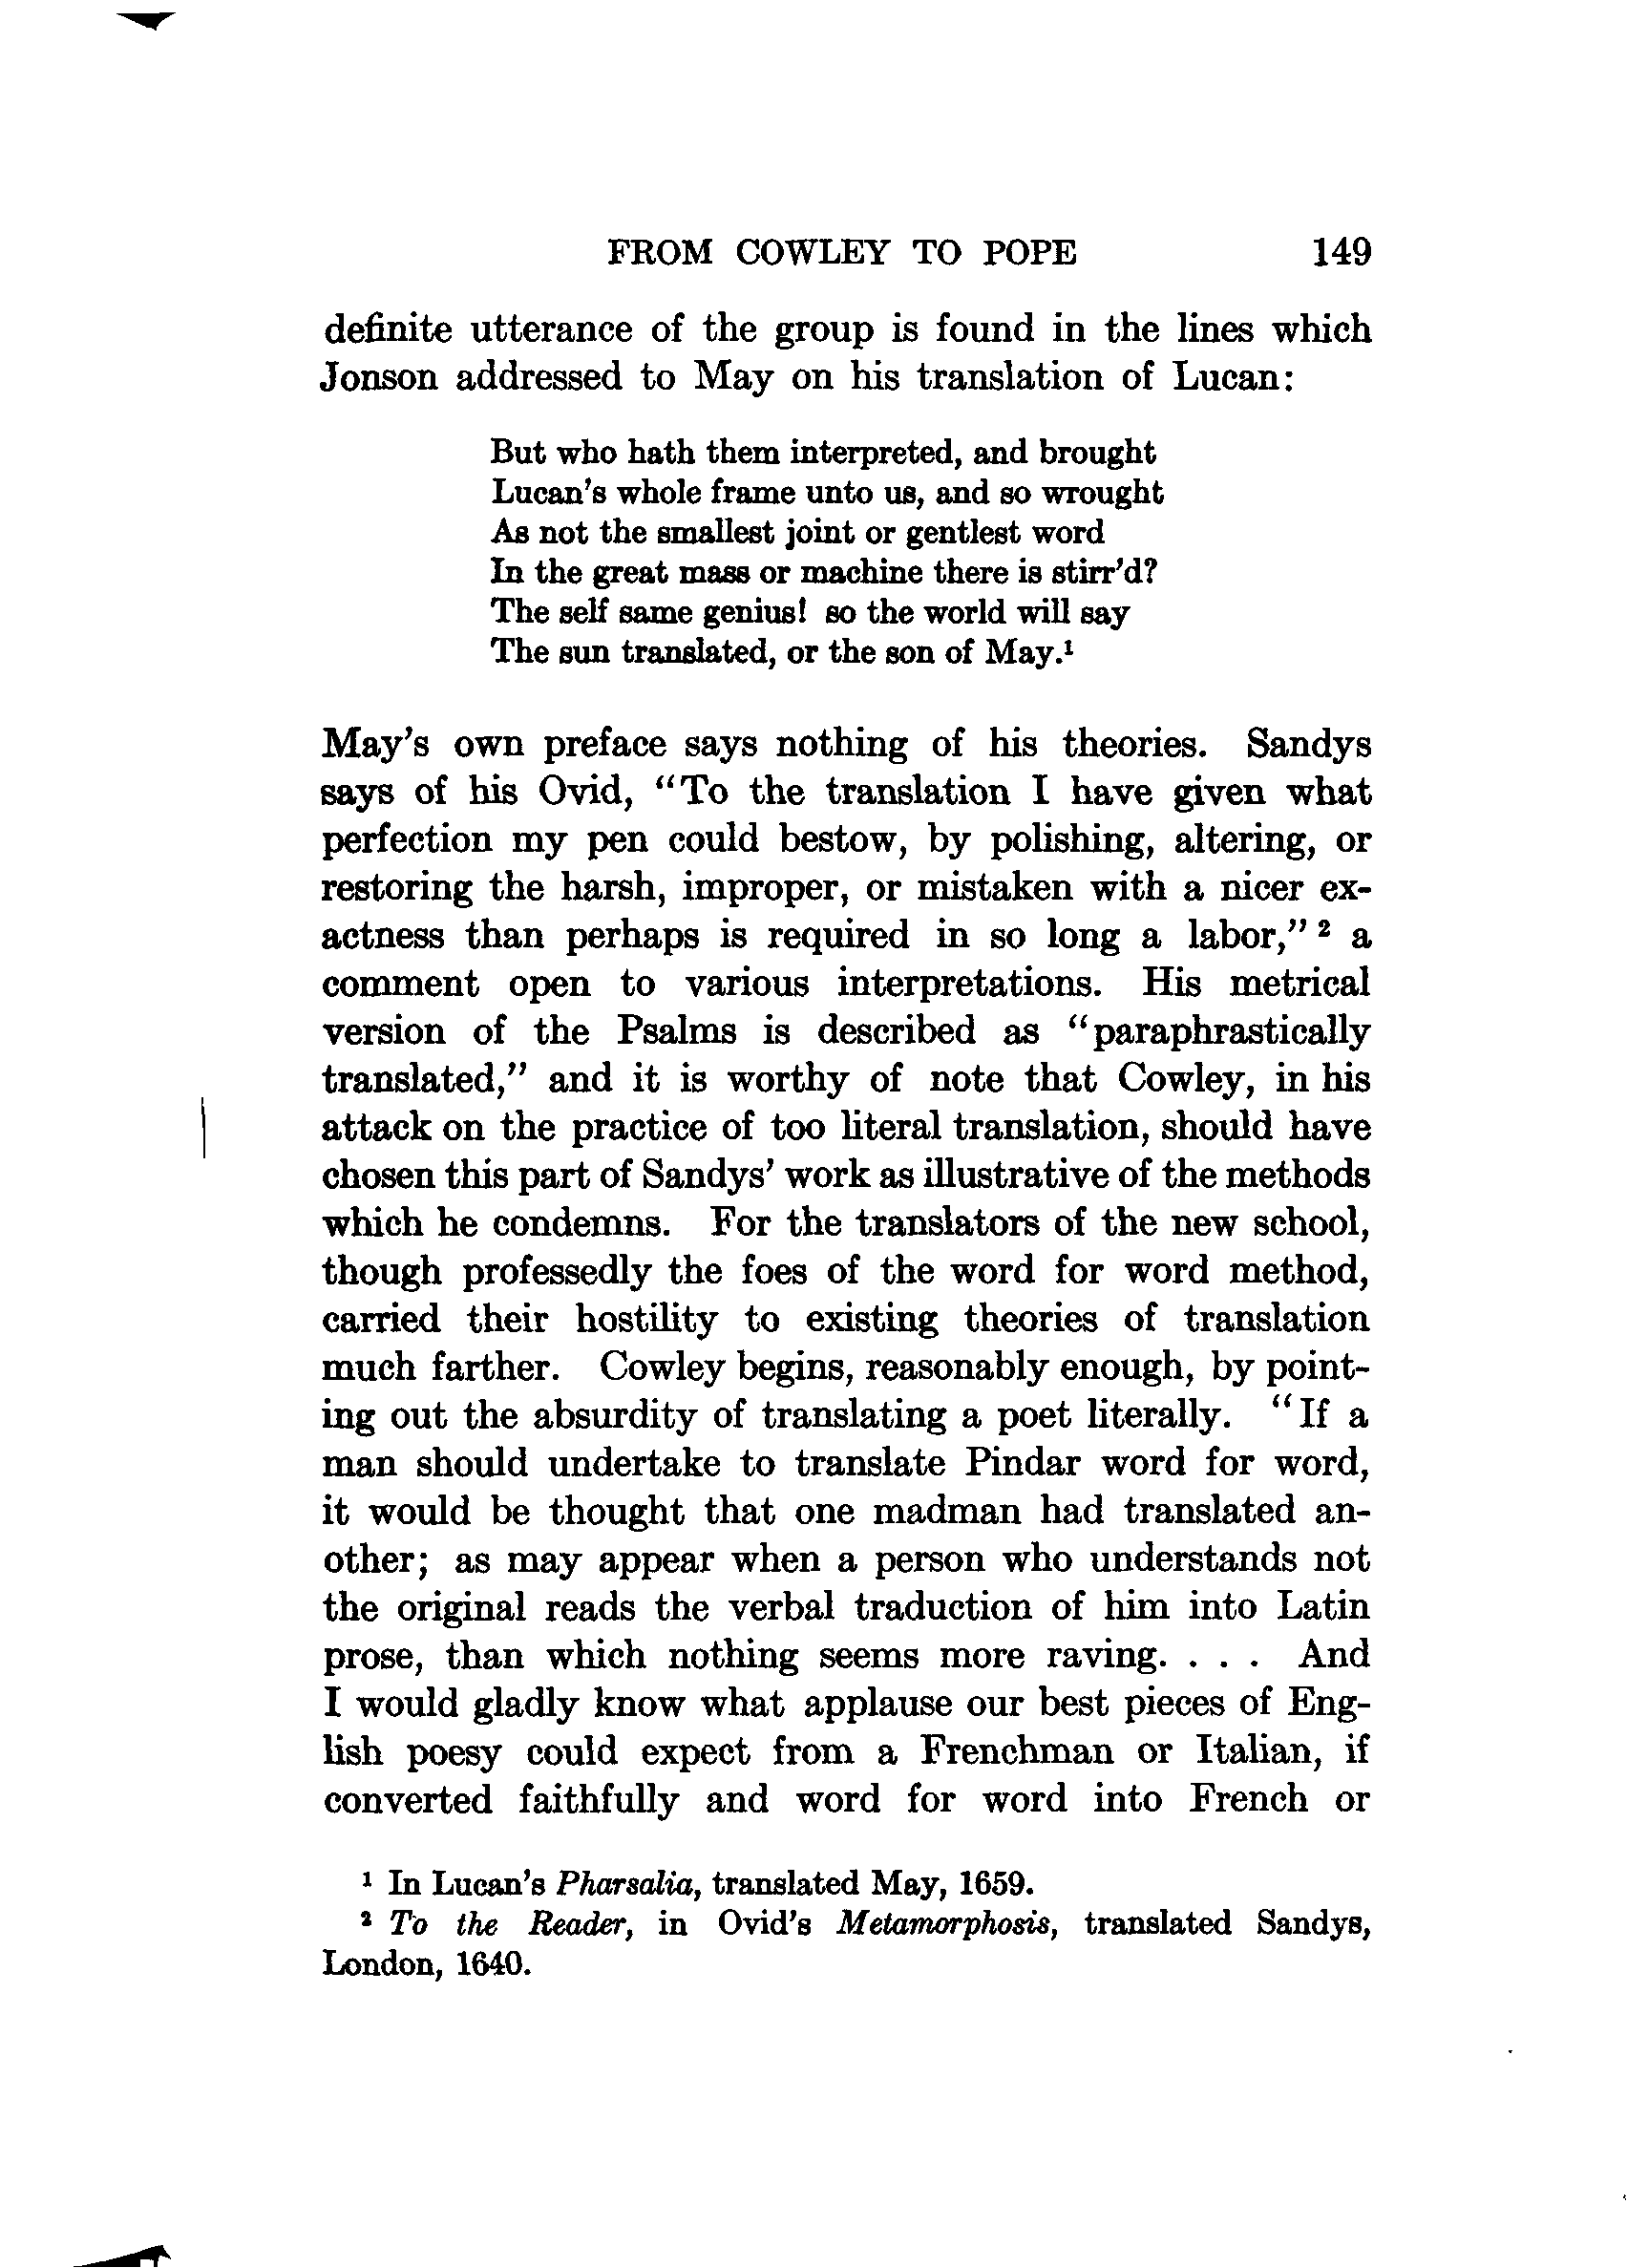 FROM COWLEY TO POPE 149
definite utterance of the group is found in the lines which
Jonson addressed to May on his translation of Lucan:
But who hath them interpreted, and brought
Lucan's whole frame unto us, and so wrought
As not the smallest joint or gentlest word
In the great mass or machine there is stirr'd?
The self same genius! so the world will say
The sun translated, or the son of May.¹
May's own preface says nothing of his theories. Sandys
says of his Ovid, "To the translation I have given what
perfection my pen could bestow, by polishing, altering, or
restoring the harsh, improper, or mistaken with a nicer ex-
actness than perhaps is required in so long a labor," ² a
comment open to various interpretations. His metrical
version of the Psalms is described as "paraphrastically
translated," and it is worthy of note that Cowley, in his
attack on the practice of too literal translation, should have
chosen this part of Sandys' work as illustrative of the methods
which he condemns. For the translators of the new school,
though professedly the foes of the word for word method,
carried their hostility to existing theories of translation
much farther. Cowley begins, reasonably enough, by point-
ing out the absurdity of translating a poet literally. "If a
man should undertake to translate Pindar word for word,
it would be thought that one madman had translated an-
other; as may appear when a person who understands not
the original reads the verbal traduction of him into Latin
prose, than which nothing seems more raving. . . . And
I would gladly know what applause our best pieces of Eng-
lish poesy could expect from a Frenchman or Italian, if
converted faithfully and word for word into French or
¹ In Lucan's Pharsalia, translated May, 1659.
² To the Reader, in Ovid's Metamorphosis, translated Sandys,
London, 1640.